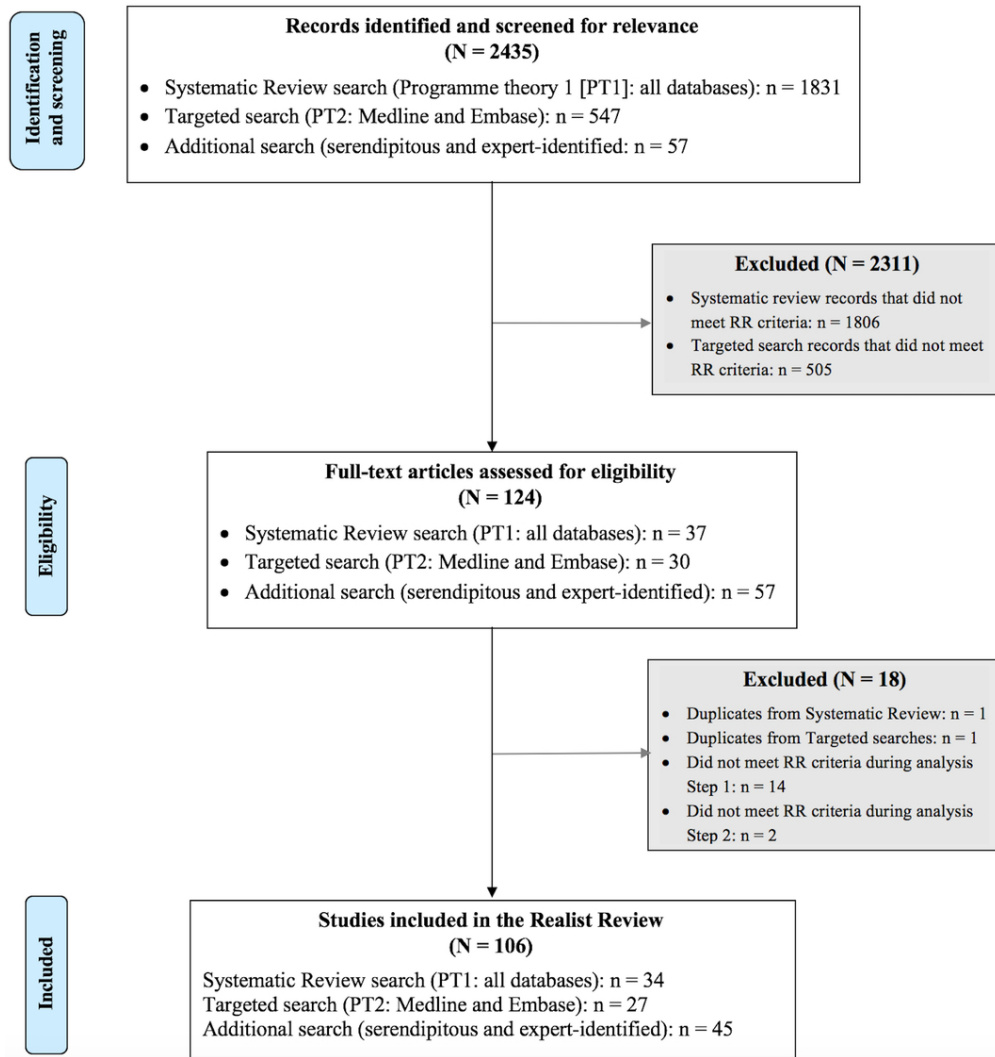 Identification
and screening
Records identified and screened for relevance
(N = 2435)
• Systematic Review search (Programme theory 1 [PT1]: all databases): n = 1831
• Targeted search (PT2: Medline and Embase): n = 547
• Additional search (serendipitous and expert-identified: n = 57
Excluded (N = 2311)
• Systematic review records that did not
meet RR criteria: n = 1806
• Targeted search records that did not meet
RR criteria: n = 505
Eligibility
Full-text articles assessed for eligibility
(N = 124)
• Systematic Review search (PT1: all databases): n = 37
• Targeted search (PT2: Medline and Embase): n = 30
• Additional search (serendipitous and expert-identified): n = 57
Excluded (N = 18)
• Duplicates from Systematic Review: n = 1
• Duplicates from Targeted searches: n = 1
• Did not meet RR criteria during analysis
Step 1: n = 14
• Did not meet RR criteria during analysis
Step 2: n = 2
Included
Studies included in the Realist Review
(N = 106)
Systematic Review search (PT1: all databases): n = 34
Targeted search (PT2: Medline and Embase): n = 27
Additional search (serendipitous and expert-identified): n = 45